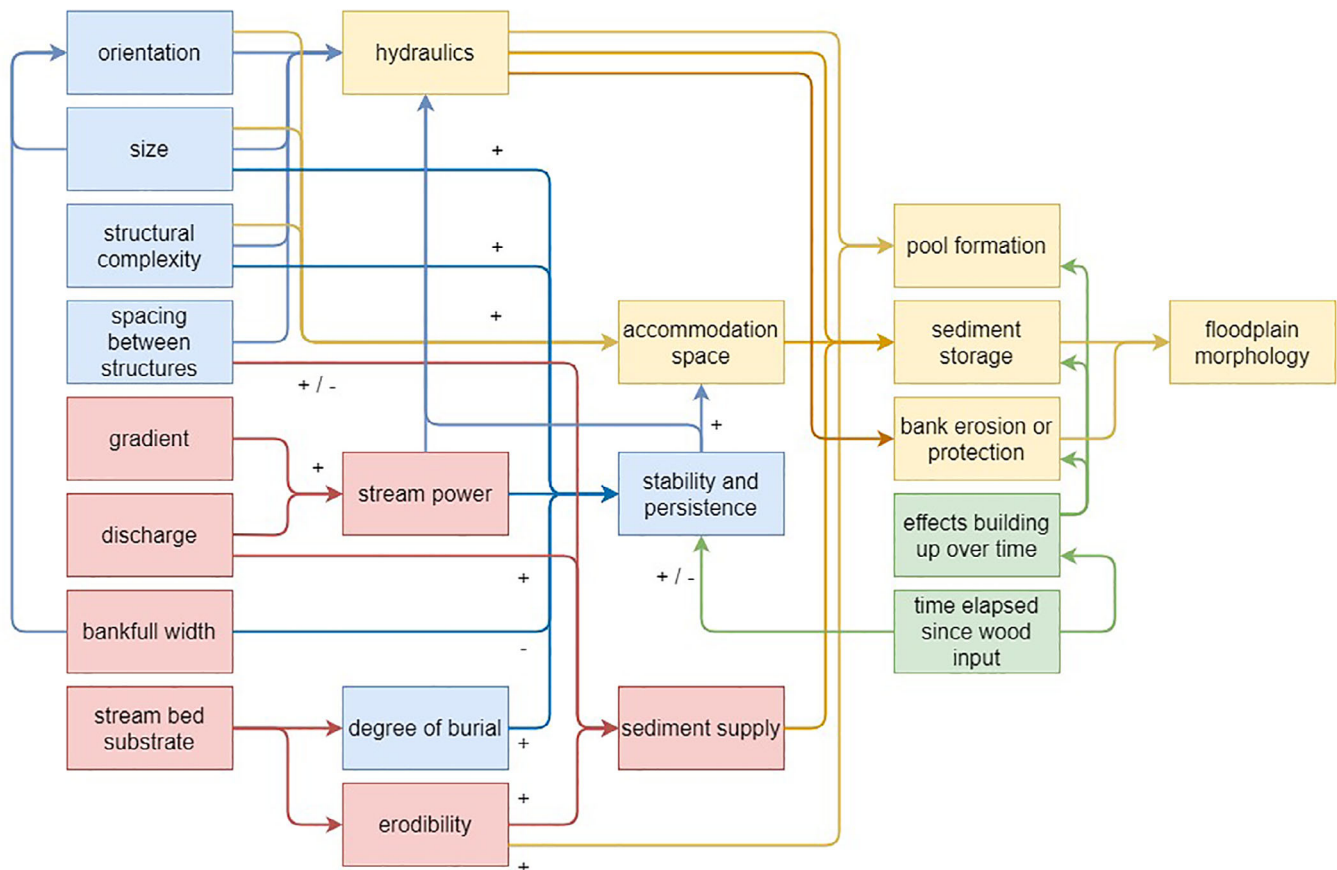 orientation
hydraulics
size
+
structural
complexity
+
pool formation
spacing
between
structures
+
accommodation
space
sediment
storage
floodplain
morphology
+ / -
gradient
+
bank erosion or
protection
+
stream power
stability and
persistence
discharge
effects building
up over time
+
+ / -
bankfull width
time elapsed
since wood
input
-
stream bed
substrate
degree of burial
+
sediment supply
erodibility
+
+